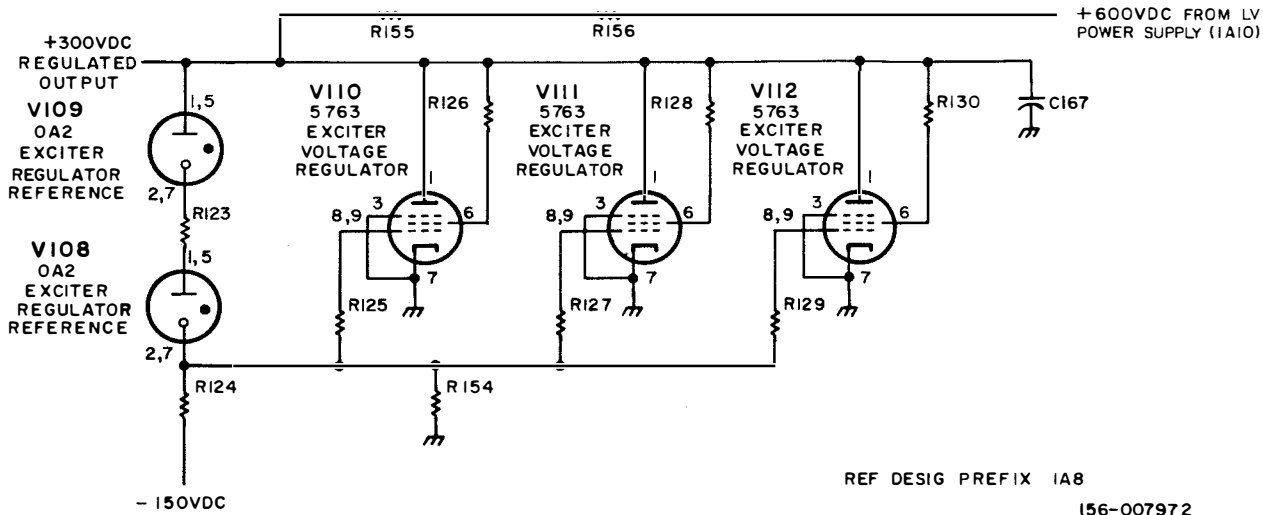 +600VDC FROM LV
POWER SUPPLY (1A10)
R155
R156
+300VDC
REGULATED
OUTPUT
V109
OA2
EXCITER
REGULATOR
REFERENCE
1,5
2,7
R123
V108
OA2
EXCITER
REGULATOR
REFERENCE
1,5
2,7
R124
-150VDC
V110
5763
EXCITER
VOLTAGE
REGULATOR
R126
1
3
8,9
6
7
R125
R154
V111
5763
EXCITER
VOLTAGE
REGULATOR
R128
1
3
8,9
6
7
R127
V112
5763
EXCITER
VOLTAGE
REGULATOR
R130
1
3
8,9
6
7
R129
C167
REF DESIG PREFIX 1A8
156-007972